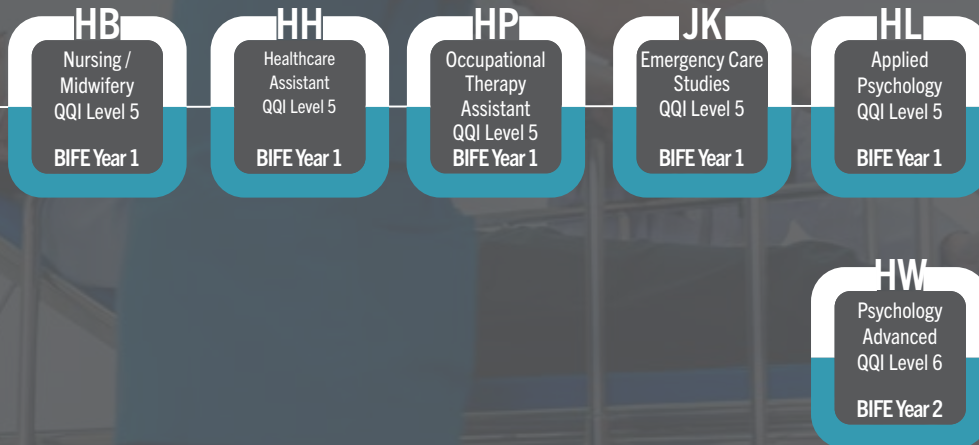 HB
Nursing /
Midwifery
QQI Level 5
BIFE Year 1
HH
Healthcare
Assistant
QQI Level 5
BIFE Year 1
HP
Occupational
Therapy
Assistant
QQI Level 5
BIFE Year 1
JK
Emergency Care
Studies
QQI Level 5
BIFE Year 1
HL
Applied
Psychology
QQI Level 5
BIFE Year 1
HW
Psychology
Advanced
QQI Level 6
BIFE Year 2